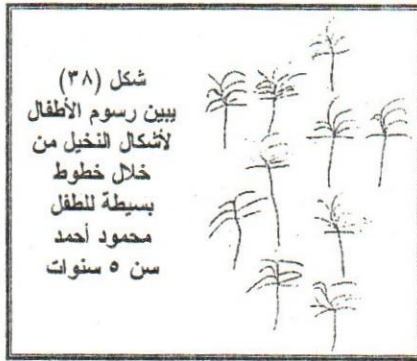 شكل (٣٨)
يبين رسوم الأطفال
لأشكال النخيل من
خلال خطوط
بسيطة للطفل
محمود أحمد
سن ٥ سنوات